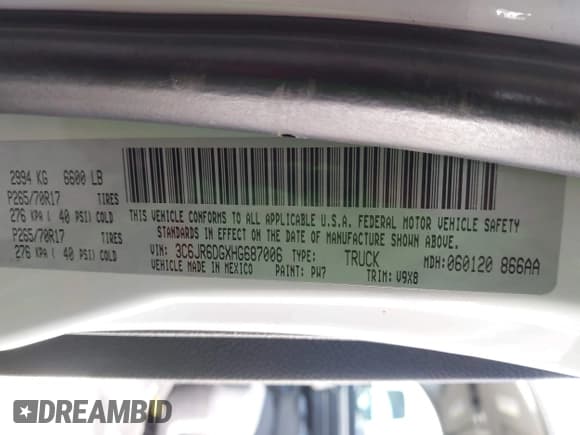 2994 KG 6600 LB
P265/70R17 TIRES
276 KPA ( 40 PSI) COLD
P265/70R17 TIRES
276 KPA ( 40 PSI) COLD
THIS VEHICLE CONFORMS TO ALL APPLICABLE U.S.A. FEDERAL MOTOR VEHICLE SAFETY
STANDARDS IN EFFECT ON THE DATE OF MANUFACTURE SHOWN ABOVE.
VIN: 3C6JR6DGXHG687006 TYPE: TRUCK MDH: 060120 866AA
VEHICLE MADE IN MEXICO PAINT: PW7 TRIM: V9X8
DREAMBID